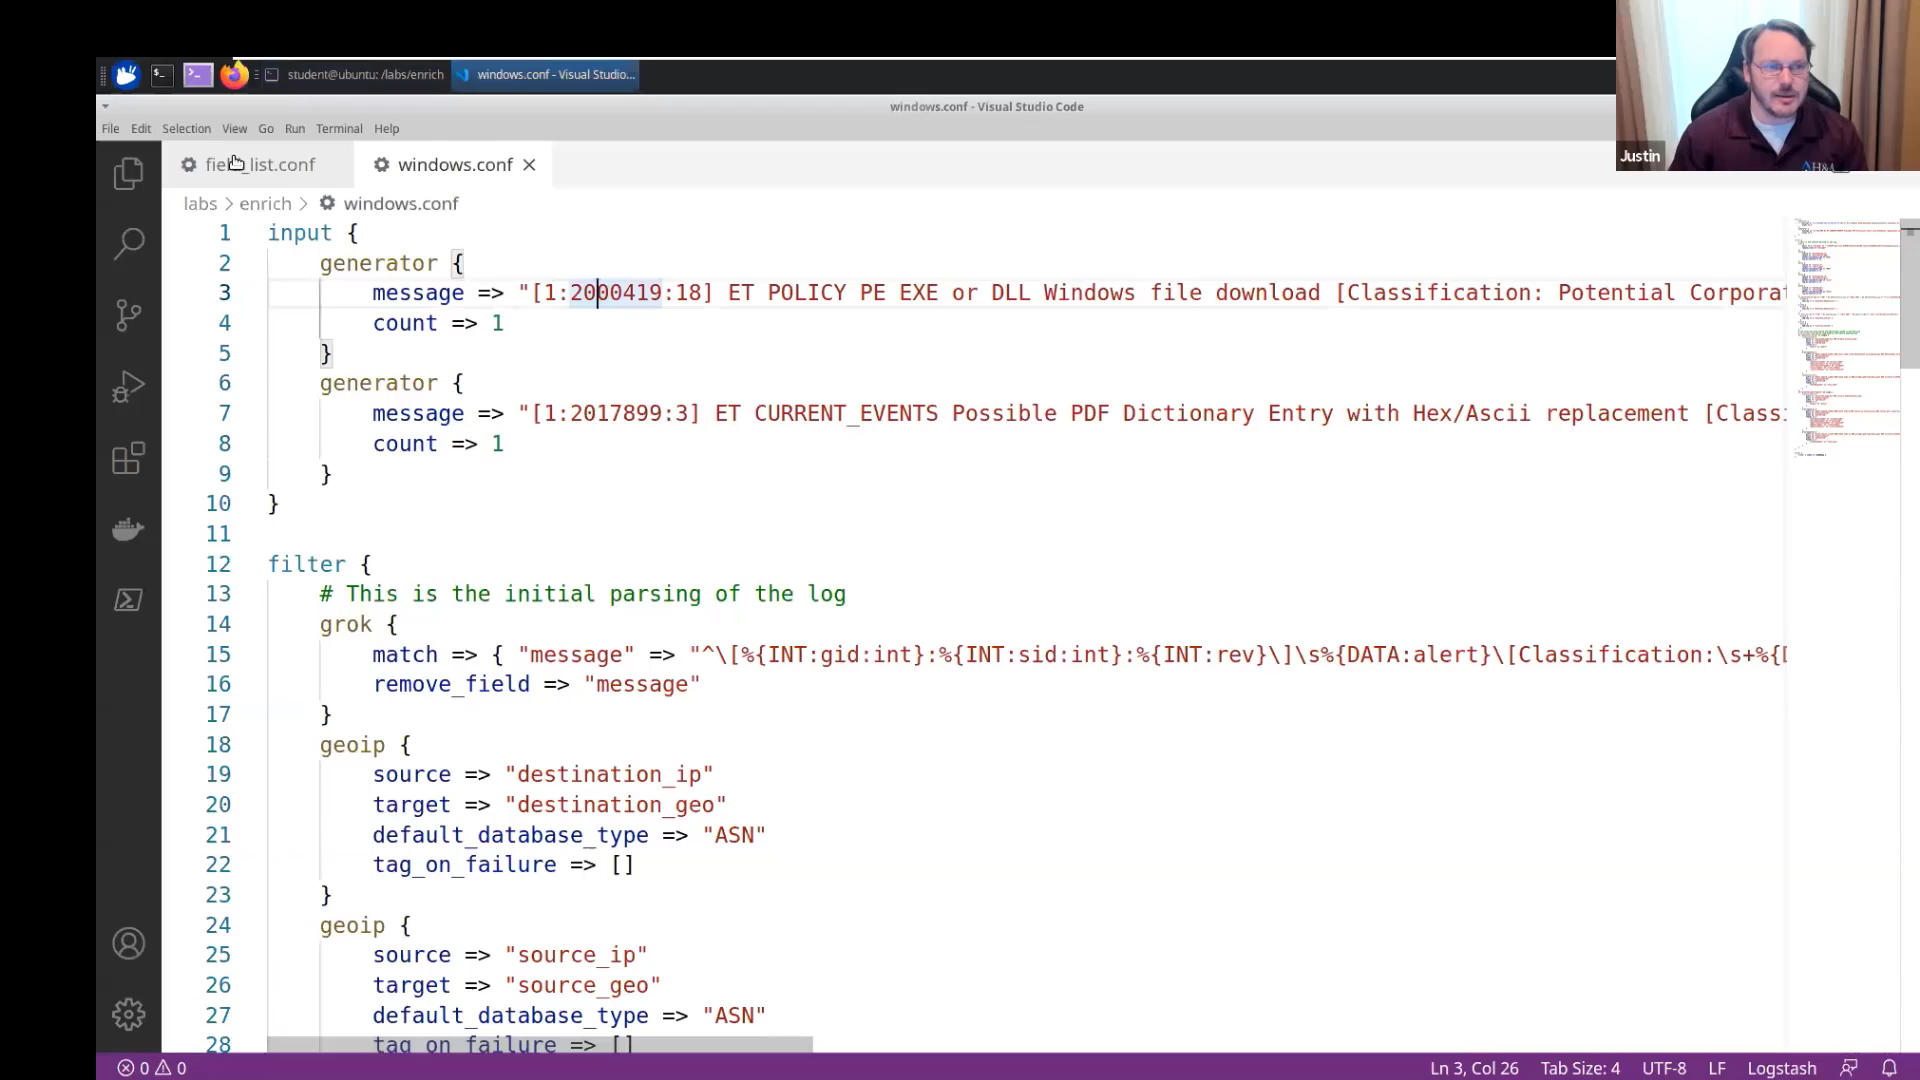 student@ubuntu: /labs/enrich
windows.conf - Visual Studio...
windows.conf - Visual Studio Code
File Edit Selection View Go Run Terminal Help
Justin
field_list.conf
windows.conf
labs > enrich > windows.conf
1 input {
2 generator {
3 message => "[1:2000419:18] ET POLICY PE EXE or DLL Windows file download [Classification: Potential Corporat
4 count => 1
5 }
6 generator {
7 message => "[1:2017899:3] ET CURRENT_EVENTS Possible PDF Dictionary Entry with Hex/Ascii replacement [Classi
8 count => 1
9 }
10 }
11
12 filter {
13 # This is the initial parsing of the log
14 grok {
15 match => { "message" => "^\[%{INT:gid:int}:%{INT:sid:int}:%{INT:rev}\]\s%{DATA:alert}\[Classification:\s+%{D
16 remove_field => "message"
17 }
18 geoip {
19 source => "destination_ip"
20 target => "destination_geo"
21 default_database_type => "ASN"
22 tag_on_failure => []
23 }
24 geoip {
25 source => "source_ip"
26 target => "source_geo"
27 default_database_type => "ASN"
28 tag_on_failure => []
0 0 Ln 3, Col 26 Tab Size: 4 UTF-8 LF Logstash